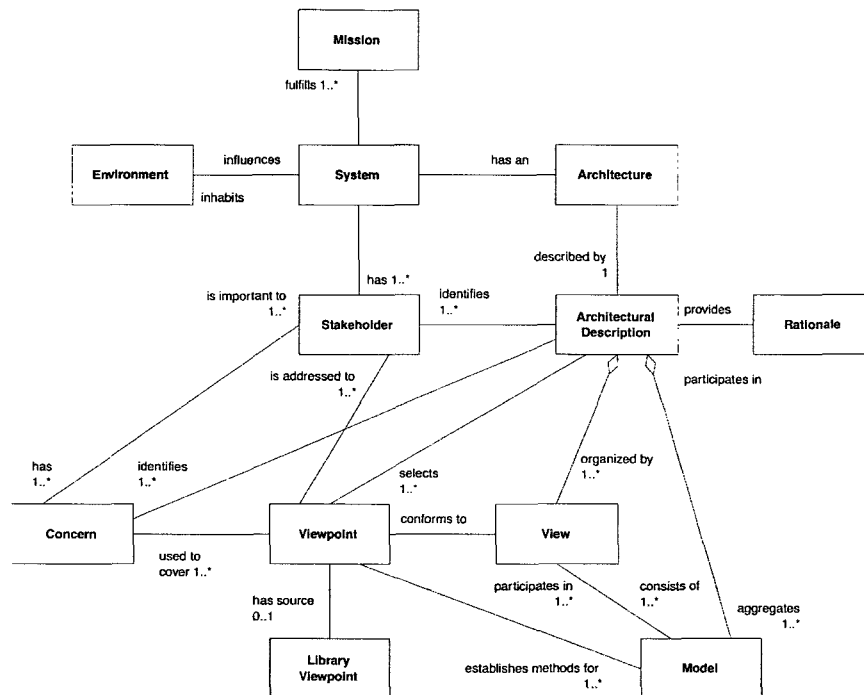 Mission
fulfills 1..*
influences
has an
Environment
System
Architecture
inhabits
described by
1
has 1..*
is important to
1..*
identifies
1..*
provides
Stakeholder
Architectural
Description
Rationale
is addressed to
1..*
participates in
has
1..*
identifies
1..*
selects
1..*
organized by
1..*
Concern
Viewpoint
conforms to
View
used to
cover 1..*
has source
0..1
participates in
1..*
consists of
1..*
aggregates
1..*
Library
Viewpoint
establishes methods for
1..*
Model